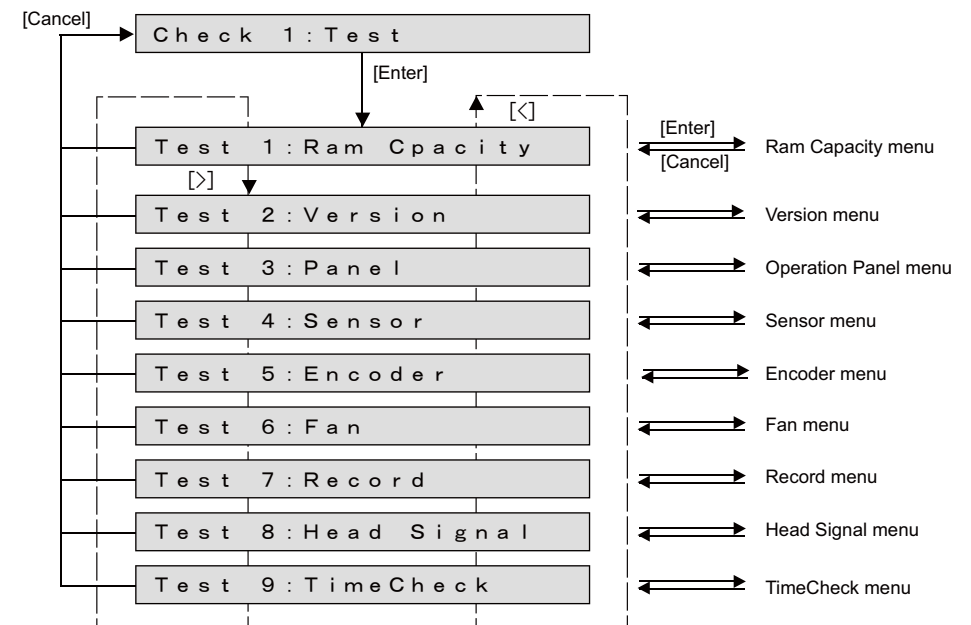 [Cancel]
Check 1:Test
[Enter]
[<]
Test 1:Ram Cpacity
[Enter]
[Cancel]
Ram Capacity menu
[>]
Test 2:Version
Version menu
Test 3:Panel
Operation Panel menu
Test 4:Sensor
Sensor menu
Test 5:Encoder
Encoder menu
Test 6:Fan
Fan menu
Test 7:Record
Record menu
Test 8:Head Signal
Head Signal menu
Test 9:TimeCheck
TimeCheck menu